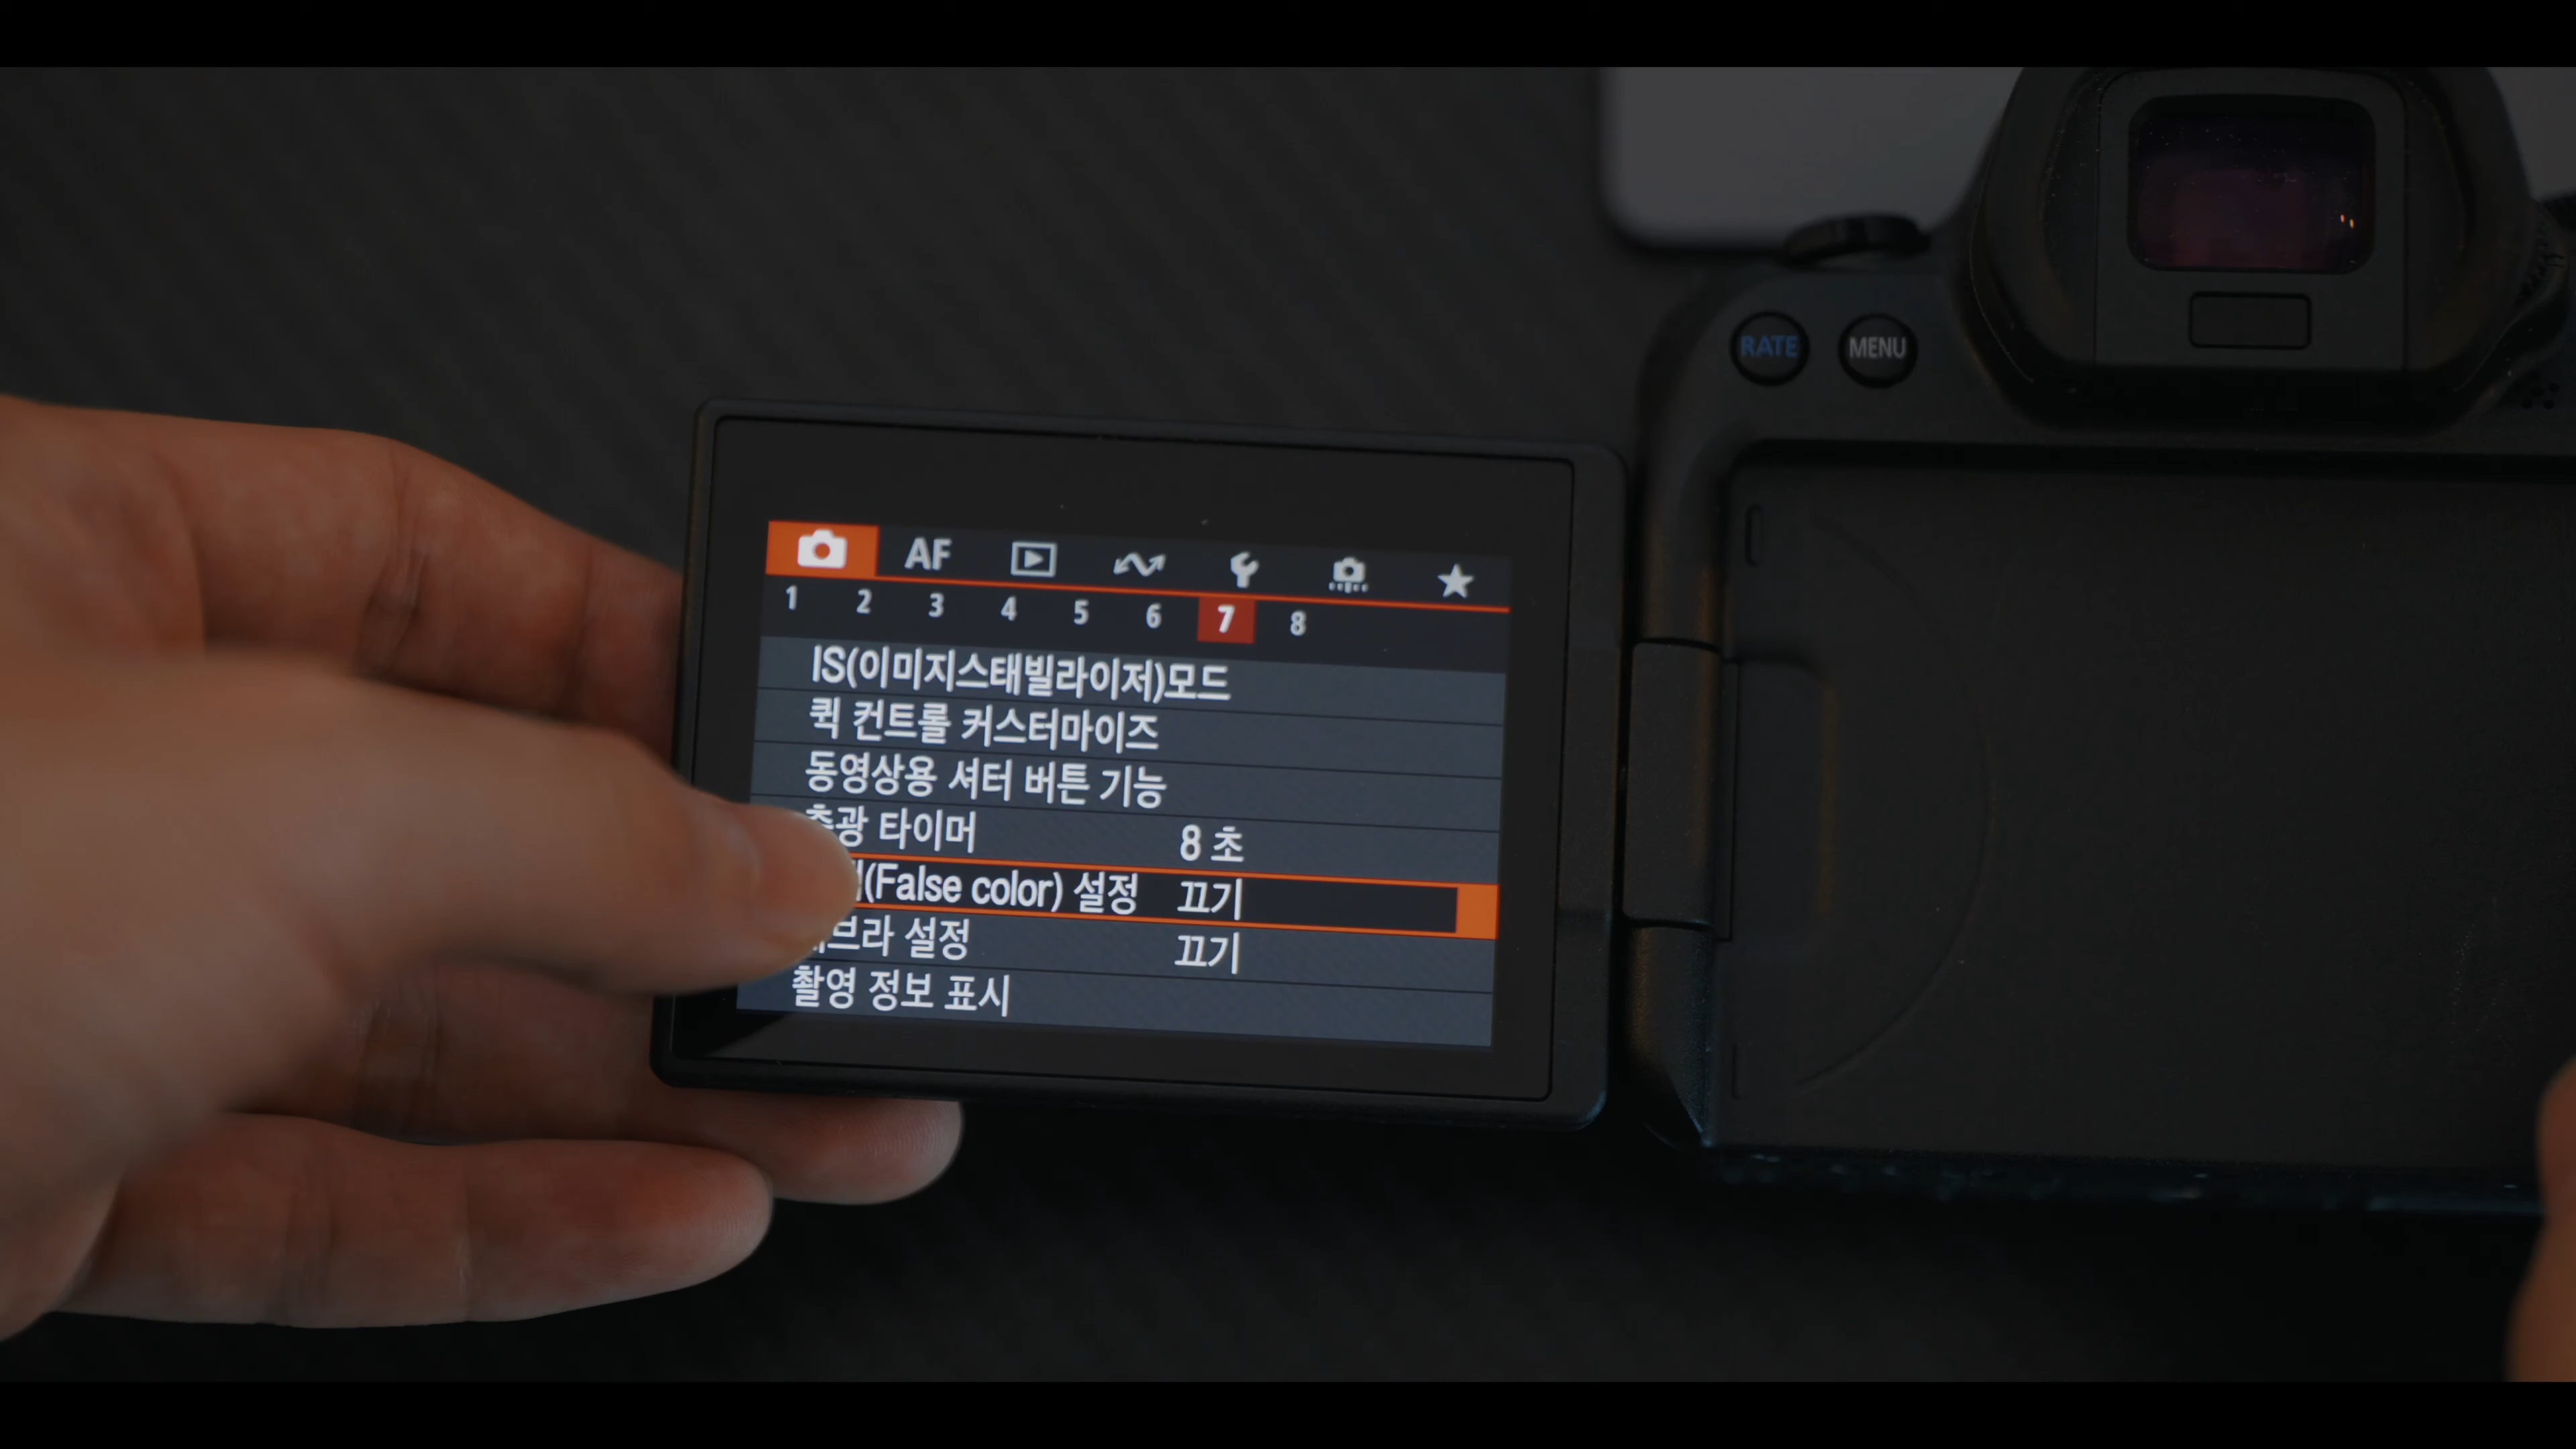 RATE MENU
AF
1 2 3 4 5 6 7 8
IS(이미지스태빌라이저)모드
퀵 컨트롤 커스터마이즈
동영상용 셔터 버튼 기능
타이머 8 초
(False color) 설정 끄기
설정 끄기
촬영 정보 표시